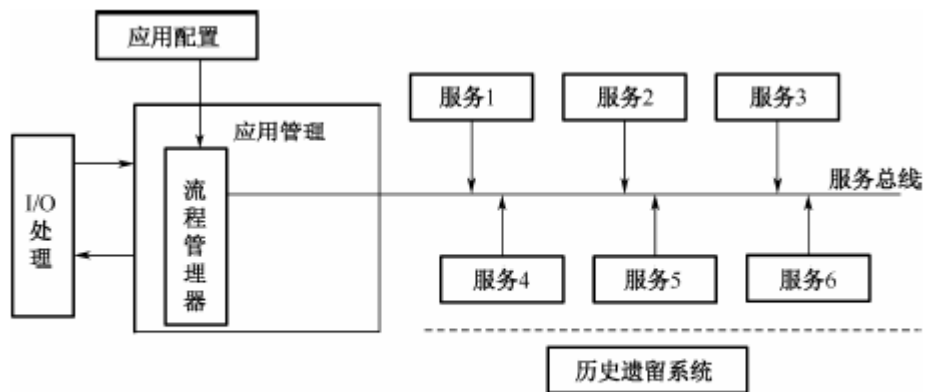 应用配置
服务1
服务2
服务3
应用管理
流程管理器
I/O
处理
服务总线
服务4
服务5
服务6
历史遗留系统